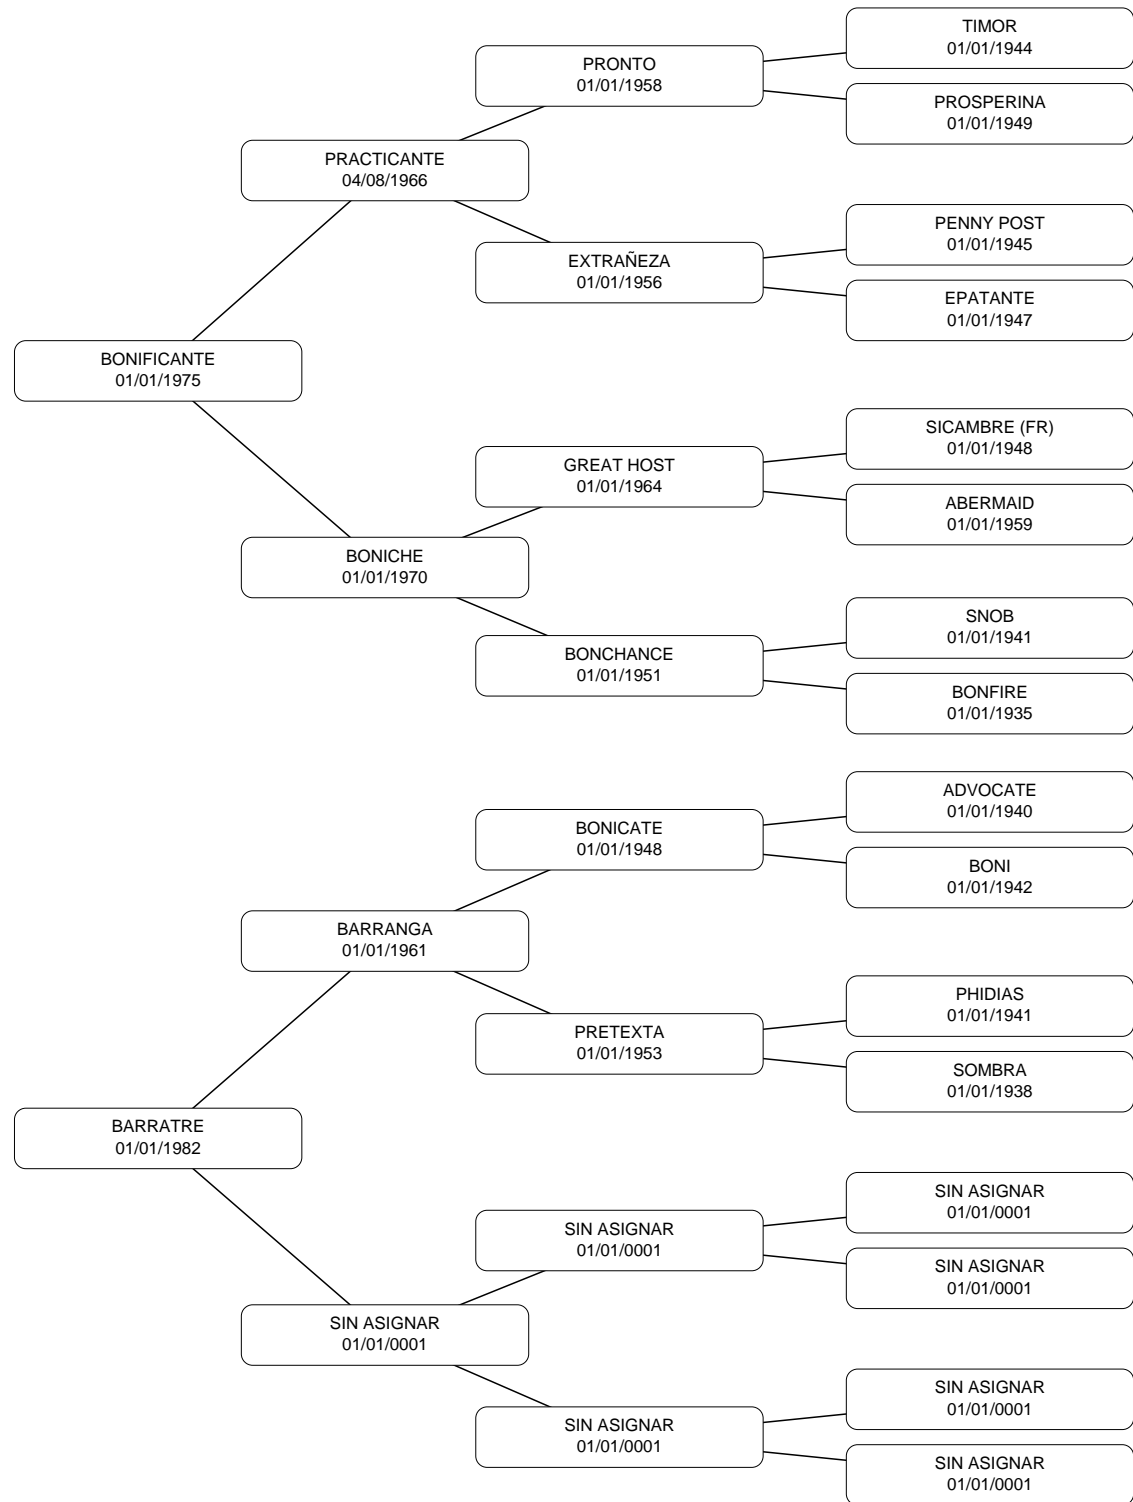 TIMOR
01/01/1944
PRONTO
01/01/1958
PROSPERINA
01/01/1949
PRACTICANTE
04/08/1966
PENNY POST
01/01/1945
EXTRAÑEZA
01/01/1956
EPATANTE
01/01/1947
BONIFICANTE
01/01/1975
SICAMBRE (FR)
01/01/1948
GREAT HOST
01/01/1964
ABERMAID
01/01/1959
BONICHE
01/01/1970
SNOB
01/01/1941
BONCHANCE
01/01/1951
BONFIRE
01/01/1935
ADVOCATE
01/01/1940
BONICATE
01/01/1948
BONI
01/01/1942
BARRANGA
01/01/1961
PHIDIAS
01/01/1941
PRETEXTA
01/01/1953
SOMBRA
01/01/1938
BARRATRE
01/01/1982
SIN ASIGNAR
01/01/0001
SIN ASIGNAR
01/01/0001
SIN ASIGNAR
01/01/0001
SIN ASIGNAR
01/01/0001
SIN ASIGNAR
01/01/0001
SIN ASIGNAR
01/01/0001
SIN ASIGNAR
01/01/0001